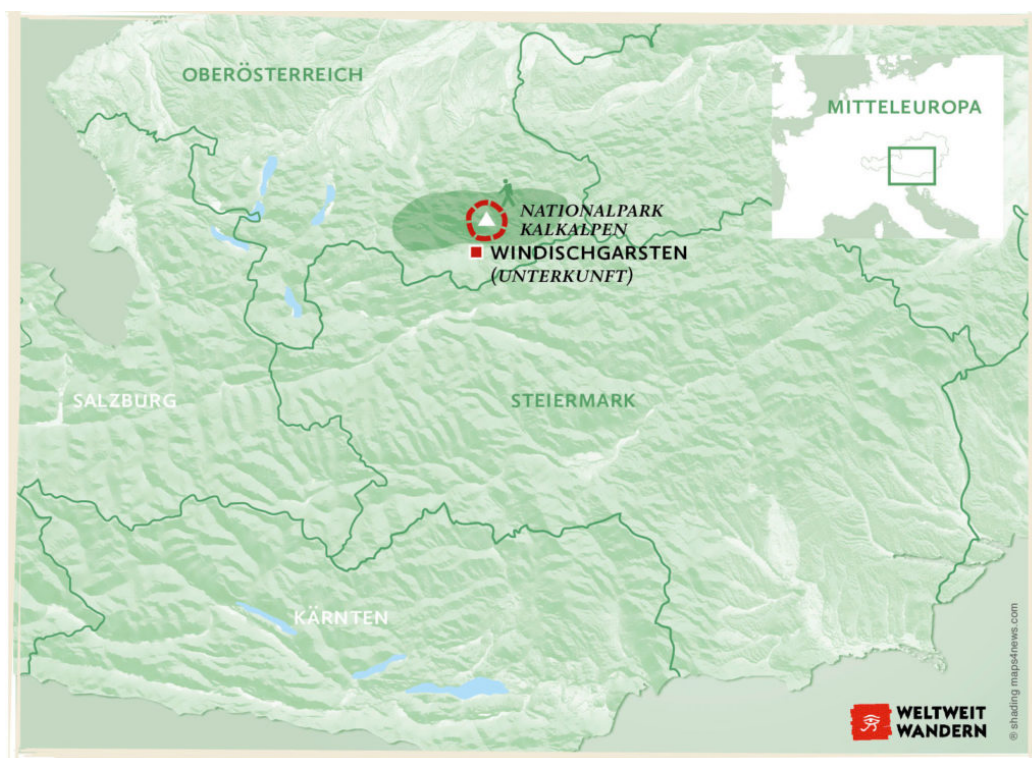 OBERÖSTERREICH
MITTELEUROPA
NATIONALPARK
KALKALPEN
WINDISCHGARSTEN
(UNTERKUNFT)
SALZBURG
STEIERMARK
KÄRNTEN
WELTWEIT
WANDERN
® shading maps4news.com